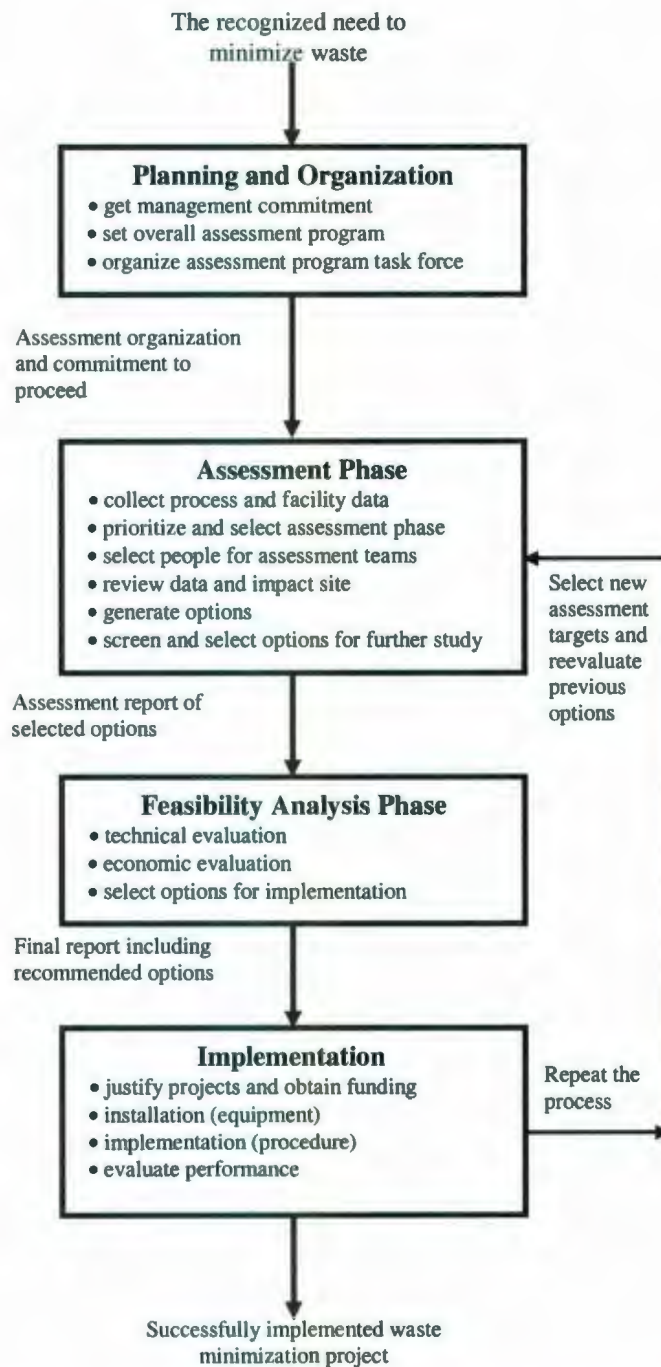 The recognized need to
minimize waste
Planning and Organization
• get management commitment
• set overall assessment program
• organize assessment program task force
Assessment organization
and commitment to
proceed
Assessment Phase
• collect process and facility data
• prioritize and select assessment phase
• select people for assessment teams
• review data and impact site
• generate options
• screen and select options for further study
Select new
assessment
targets and
reevaluate
previous
options
Assessment report of
selected options
Feasibility Analysis Phase
• technical evaluation
• economic evaluation
• select options for implementation
Final report including
recommended options
Implementation
• justify projects and obtain funding
• installation (equipment)
• implementation (procedure)
• evaluate performance
Repeat the
process
Successfully implemented waste
minimization project